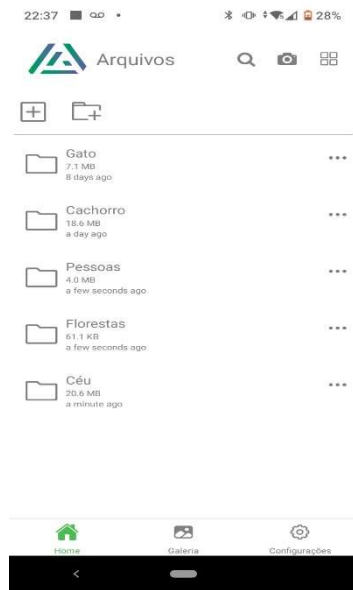 22:37
28%
Arquivos
Gato
7.1 MB
8 days ago
Cachorro
18.6 MB
a day ago
Pessoas
4.0 MB
a few seconds ago
Florestas
61.1 KB
a few seconds ago
Céu
20.6 MB
a minute ago
Home
Galeria
Configurações